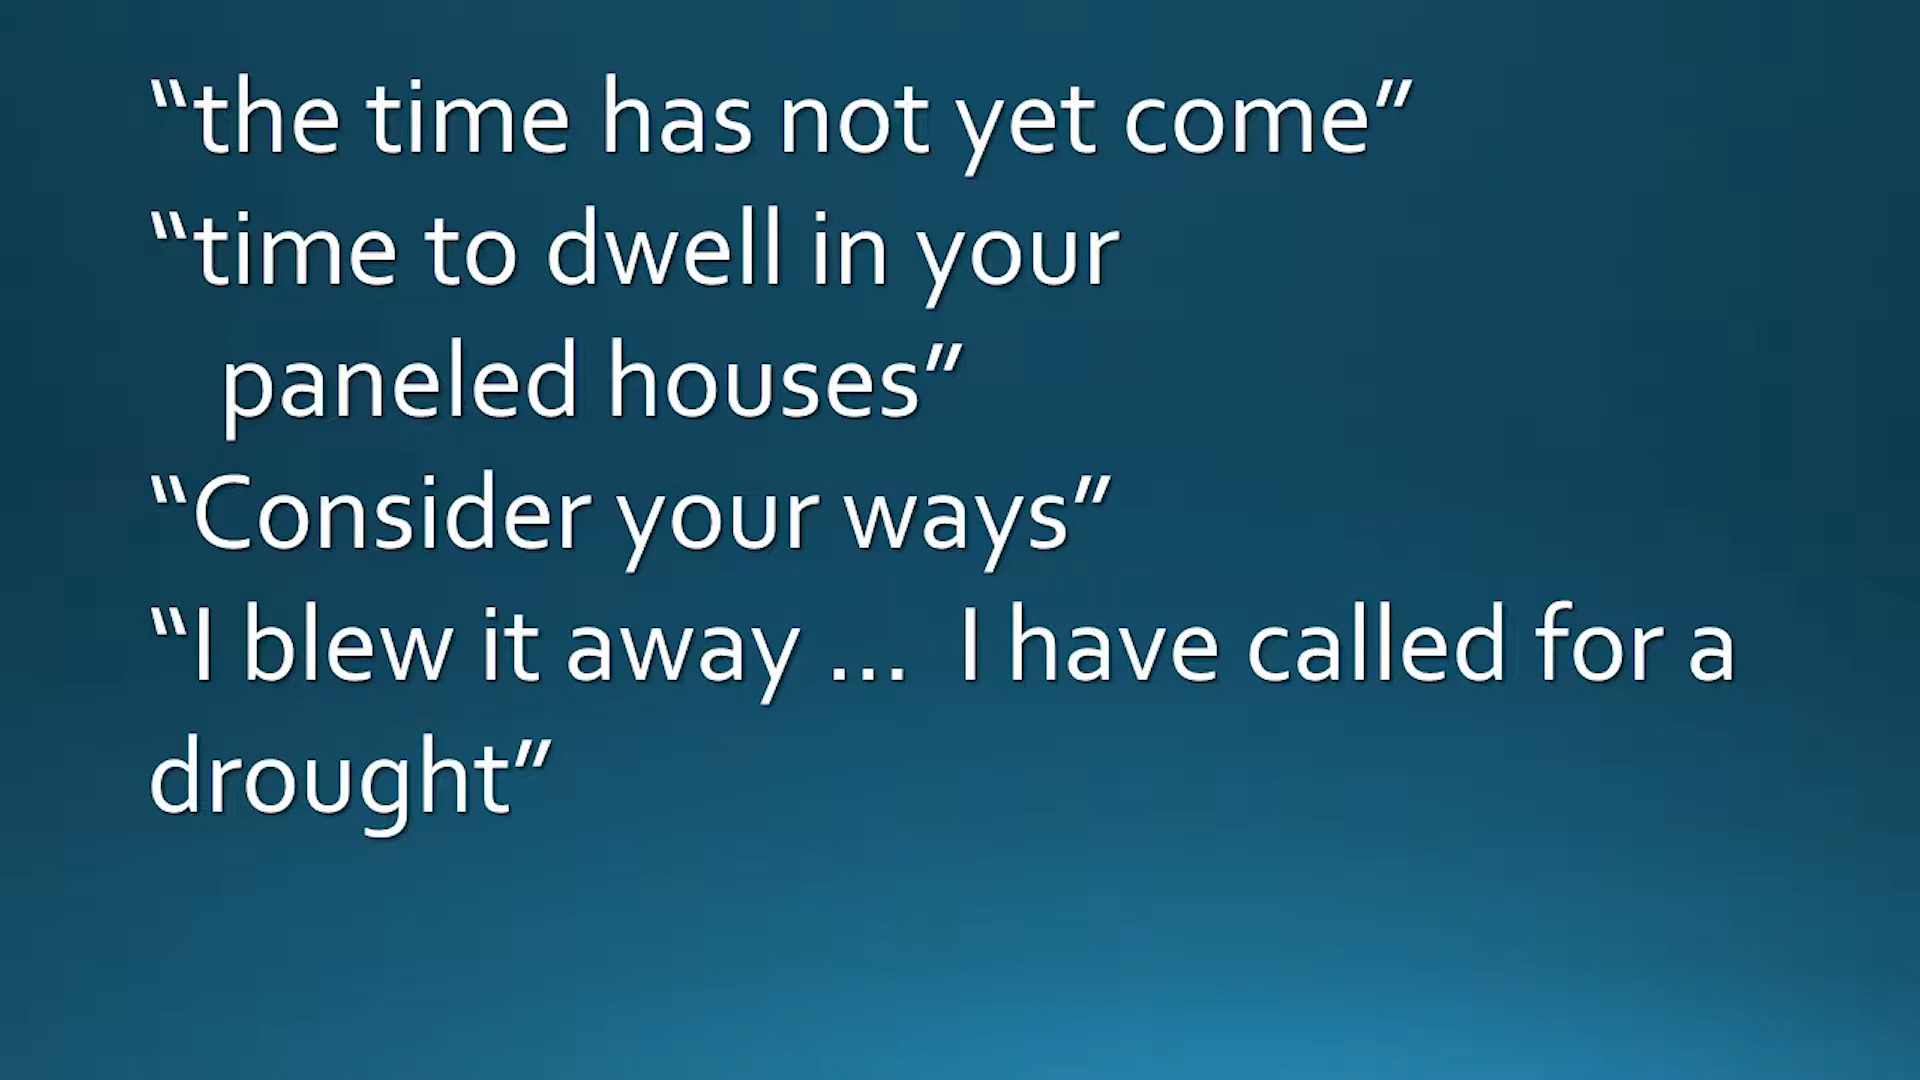 “the time has not yet come”
“time to dwell in your
paneled houses”
“Consider your ways”
“I blew it away ... I have called for a
drought”